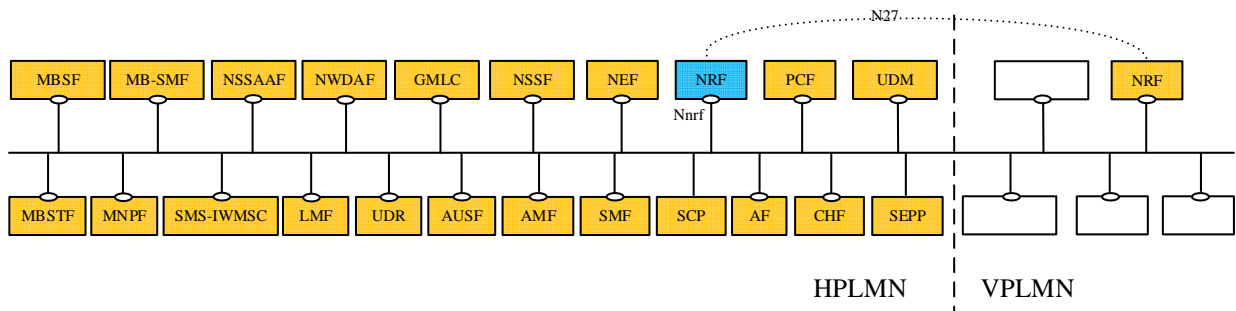 N27
MBSF MB-SMF NSSAAF NWDAF GMLC NSSF NEF NRF PCF UDM NRF
Nnrf
MBSTF MNPF SMS-IWMSC LMF UDR AUSF AMF SMF SCP AF CHF SEPP
HPLMN VPLMN